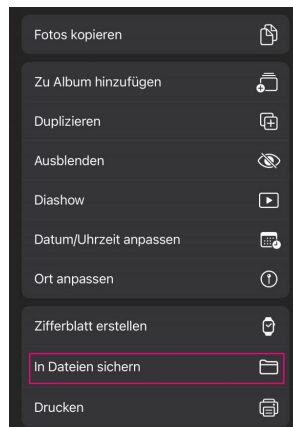 Fotos kopieren
Zu Album hinzufügen
Duplizieren
Ausblenden
Diashow
Datum/Uhrzeit anpassen
Ort anpassen
Zifferblatt erstellen
In Dateien sichern
Drucken